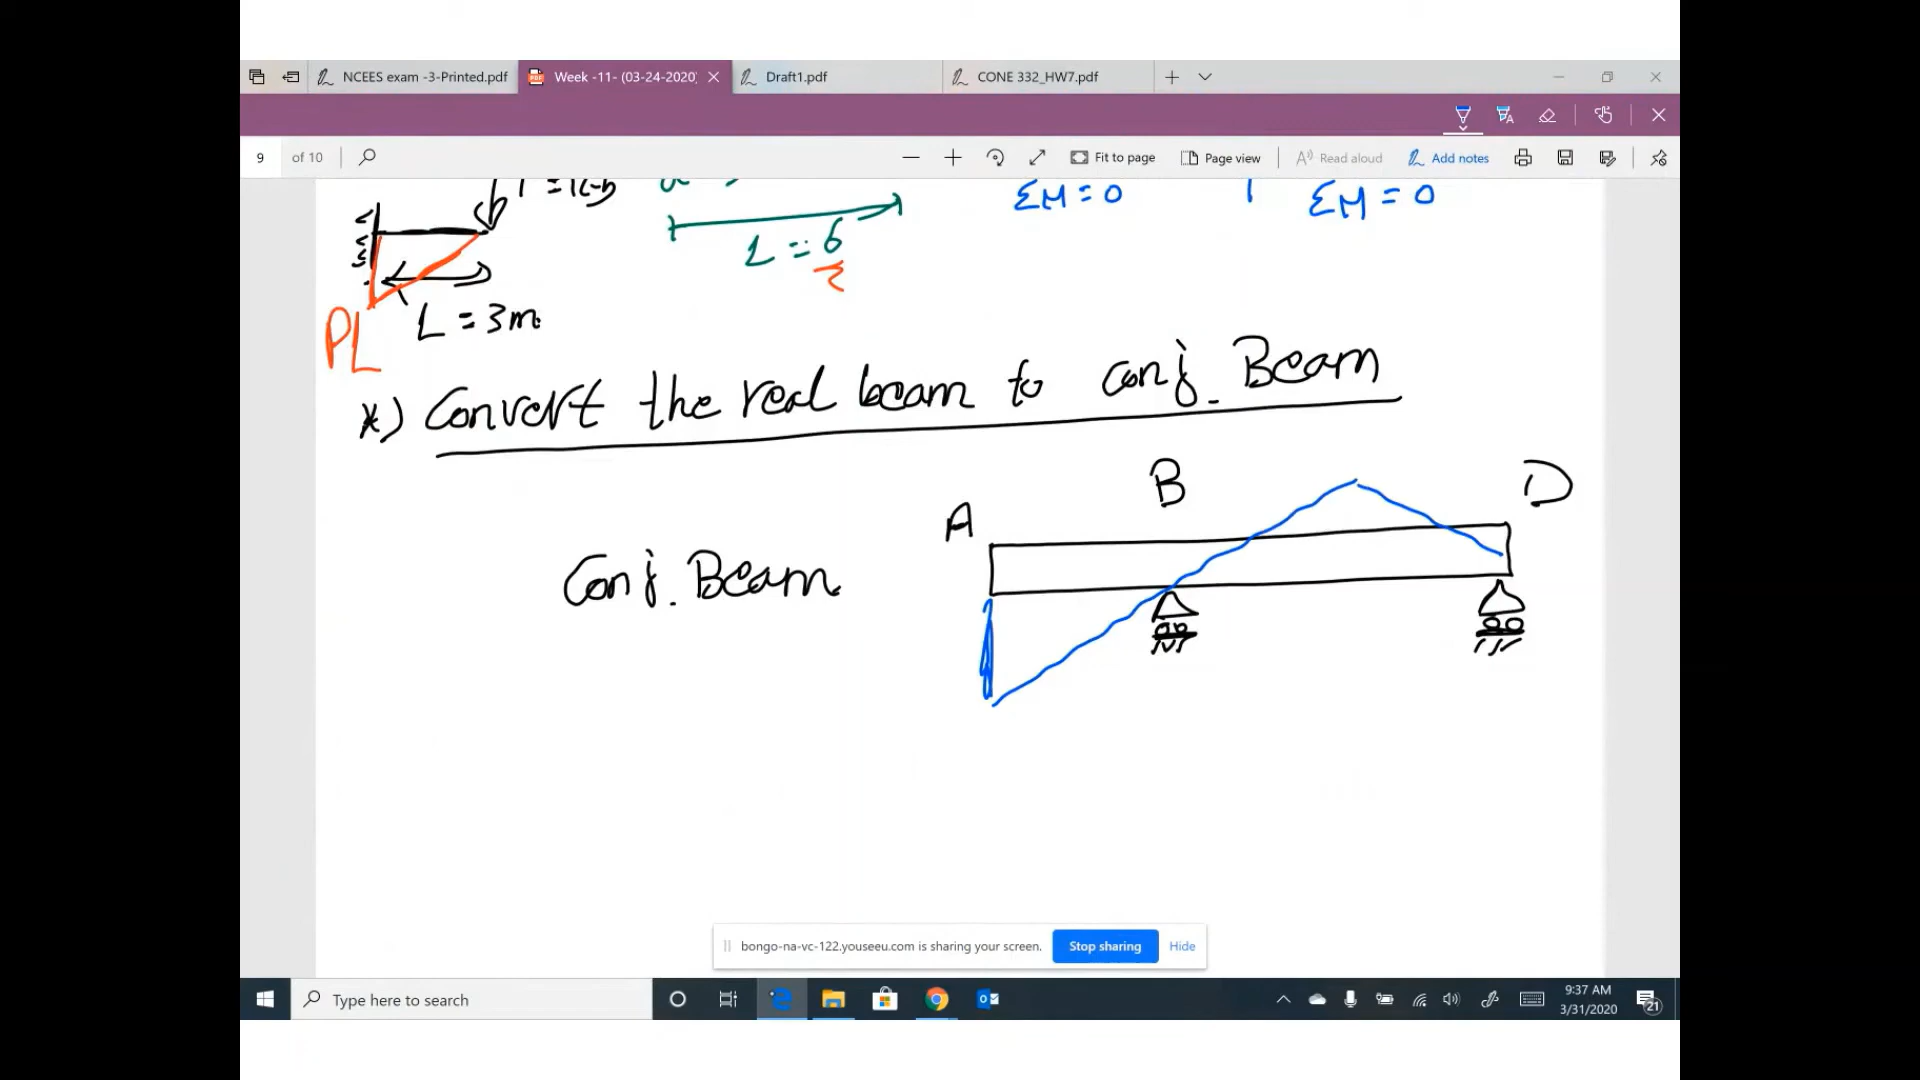 NCEES exam -3-Printed.pdf
Week -11- (03-24-2020)
Draft1.pdf
CONE 332_HW7.pdf
9 of 10
Fit to page
Page view
Read aloud
Add notes
ΣM = 0
ΣM = 0
L = 6
PL
L = 3m
*) Convert the real beam to Conj. Beam
A
B
D
Conj. Beam
bongo-na-vc-122.youseeu.com is sharing your screen.
Stop sharing
Hide
Type here to search
9:37 AM
3/31/2020
21